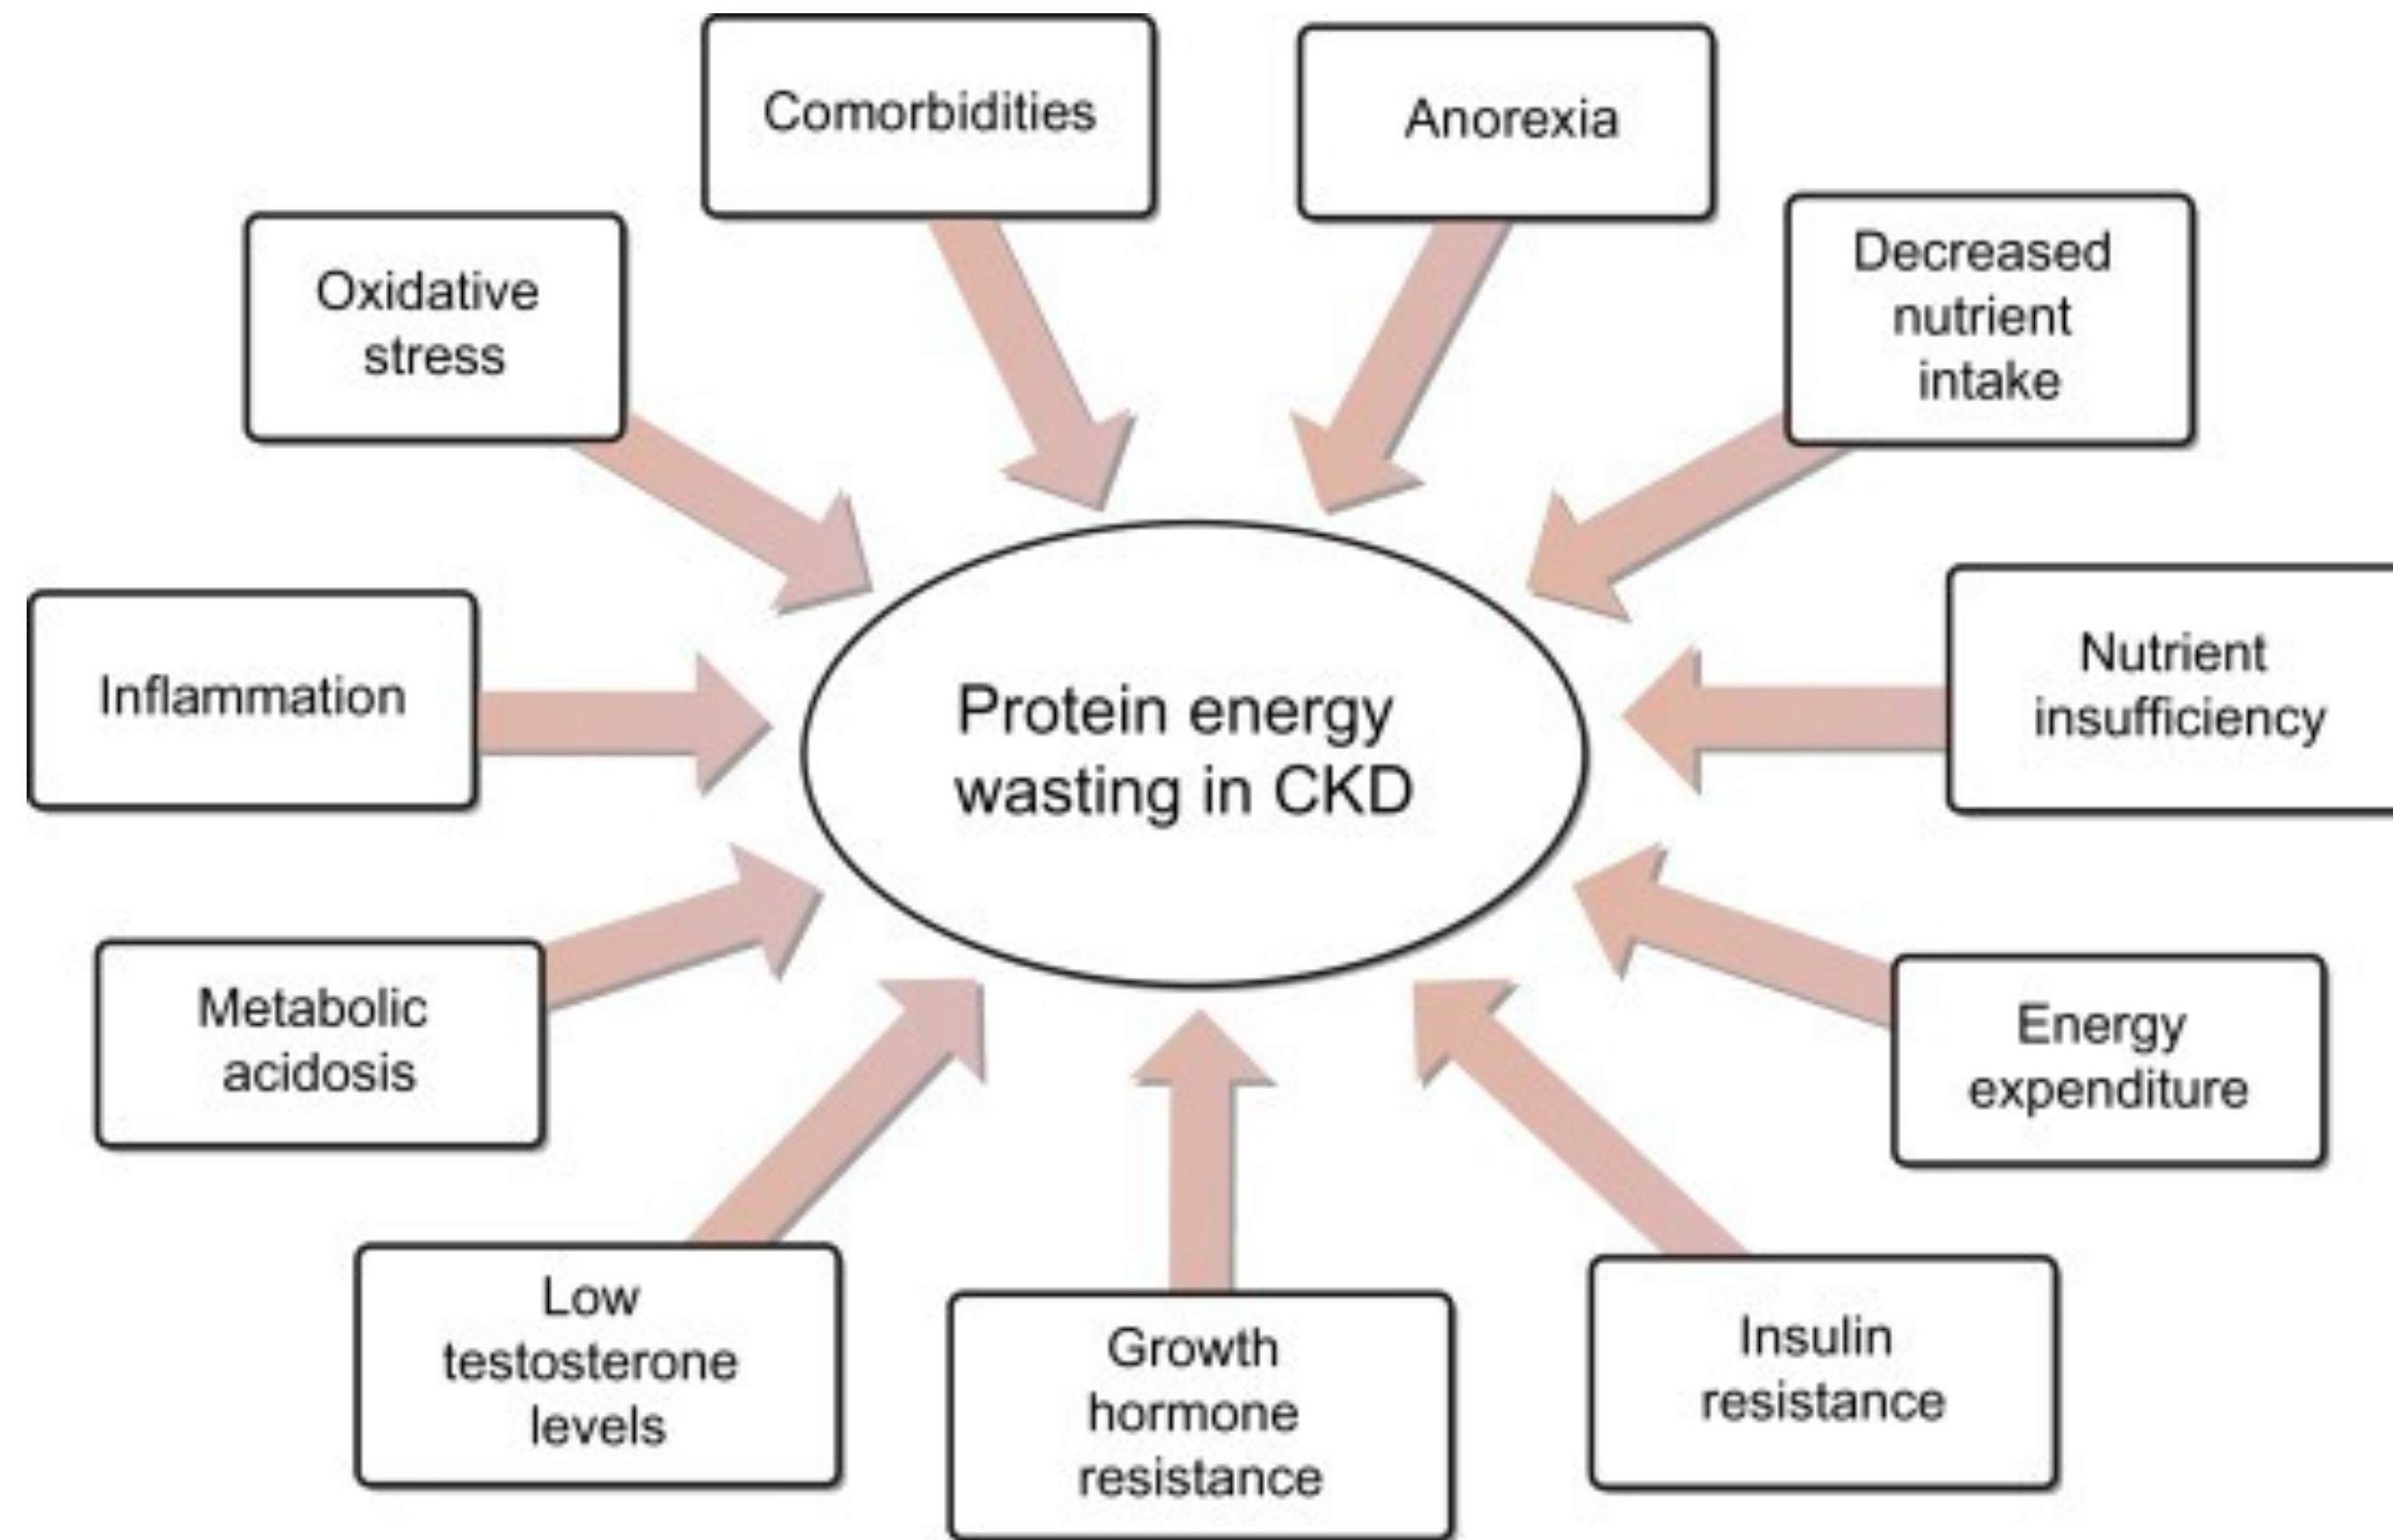 Comorbidities
Anorexia
Oxidative
stress
Decreased
nutrient
intake
Inflammation
Protein energy
wasting in CKD
Nutrient
insufficiency
Metabolic
acidosis
Energy
expenditure
Low
testosterone
levels
Growth
hormone
resistance
Insulin
resistance